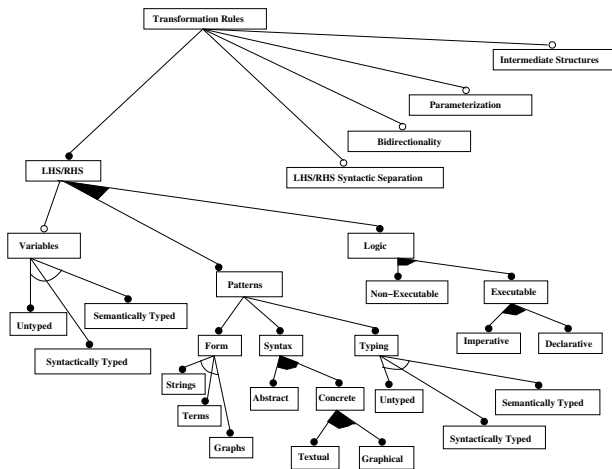 Transformation Rules
Intermediate Structures
Parameterization
Bidirectionality
LHS/RHS
LHS/RHS Syntactic Separation
Variables
Logic
Patterns
Non-Executable
Executable
Semantically Typed
Untyped
Syntactically Typed
Form
Syntax
Typing
Imperative
Declarative
Strings
Abstract
Concrete
Untyped
Semantically Typed
Terms
Graphs
Syntactically Typed
Textual
Graphical